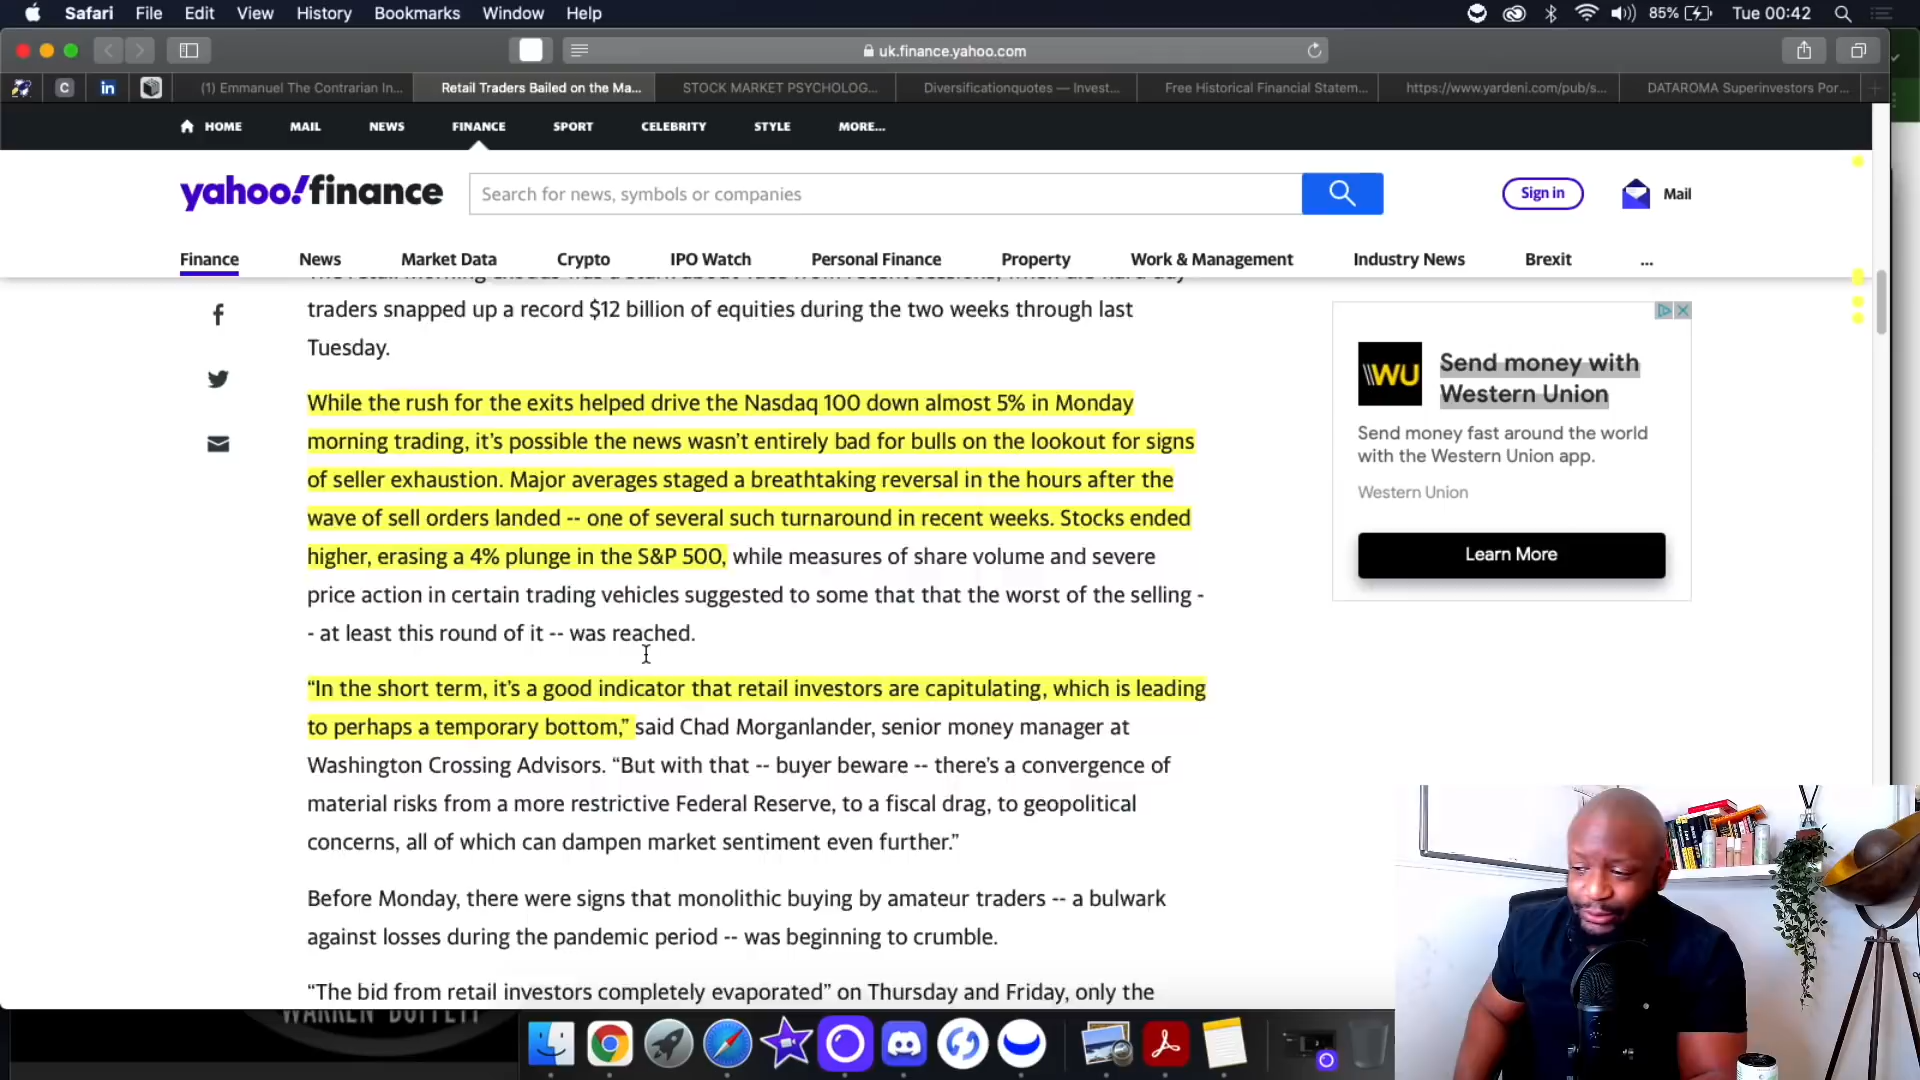 Safari File Edit View History Bookmarks Window Help 85% Tue 00:42
uk.finance.yahoo.com
C in (1) Emmanuel The Contrarian In... Retail Traders Bailed on the Ma... STOCK MARKET PSYCHOLOG... Diversificationquotes — Invest... Free Historical Financial Statem... https://www.yardeni.com/pub/s... DATAROMA Superinvestors Por...
HOME MAIL NEWS FINANCE SPORT CELEBRITY STYLE MORE...
yahoo!finance Search for news, symbols or companies Sign in Mail
Finance News Market Data Crypto IPO Watch Personal Finance Property Work & Management Industry News Brexit ...
traders snapped up a record $12 billion of equities during the two weeks through last
Tuesday.
While the rush for the exits helped drive the Nasdaq 100 down almost 5% in Monday
morning trading, it's possible the news wasn't entirely bad for bulls on the lookout for signs
of seller exhaustion. Major averages staged a breathtaking reversal in the hours after the
wave of sell orders landed -- one of several such turnaround in recent weeks. Stocks ended
higher, erasing a 4% plunge in the S&P 500, while measures of share volume and severe
price action in certain trading vehicles suggested to some that that the worst of the selling -
- at least this round of it -- was reached.
“In the short term, it's a good indicator that retail investors are capitulating, which is leading
to perhaps a temporary bottom,” said Chad Morganlander, senior money manager at
Washington Crossing Advisors. “But with that -- buyer beware -- there's a convergence of
material risks from a more restrictive Federal Reserve, to a fiscal drag, to geopolitical
concerns, all of which can dampen market sentiment even further.”
Before Monday, there were signs that monolithic buying by amateur traders -- a bulwark
against losses during the pandemic period -- was beginning to crumble.
“The bid from retail investors completely evaporated” on Thursday and Friday, only the
WU
Send money with
Western Union
Send money fast around the world
with the Western Union app.
Western Union
Learn More
WARREN BUFFETT